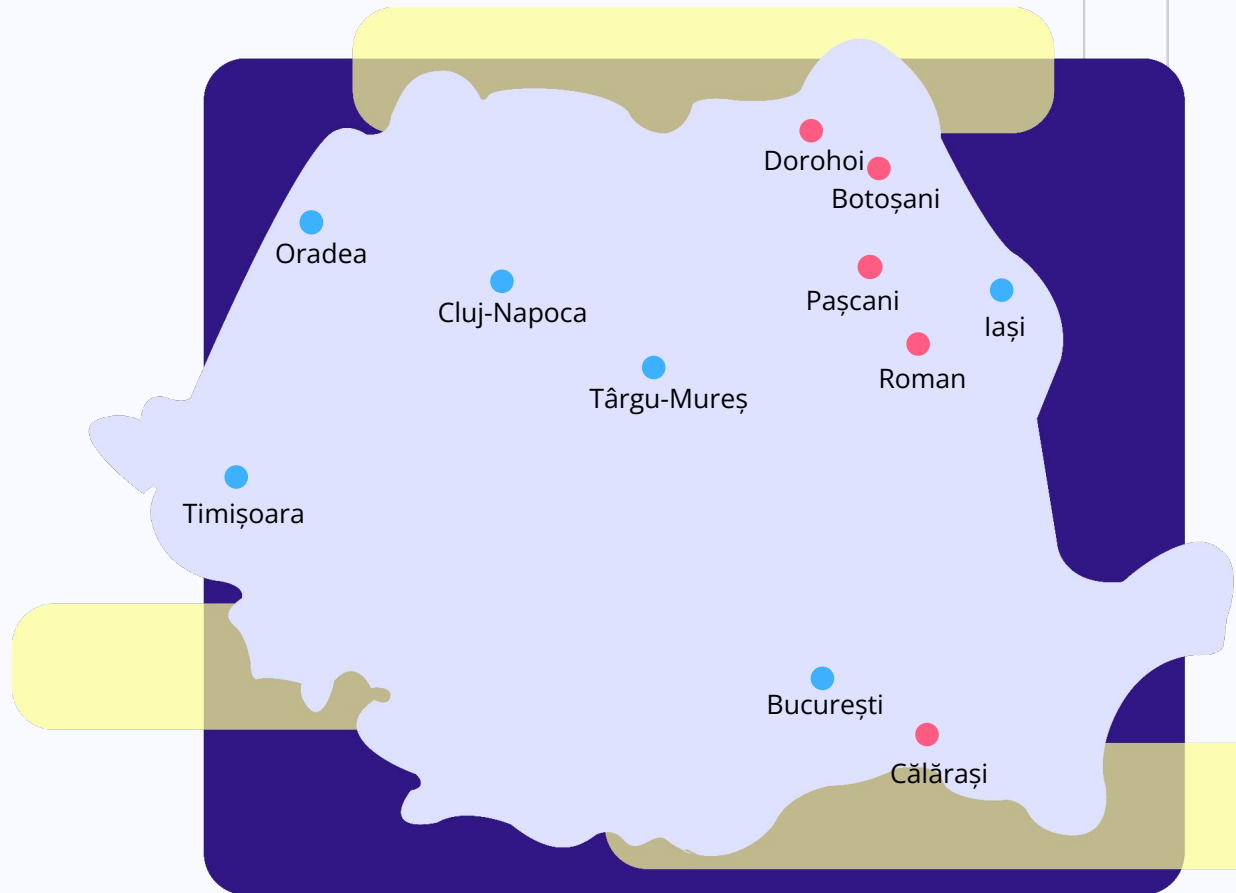 Dorohoi
Botoșani
Oradea
Cluj-Napoca
Pașcani
Iași
Roman
Târgu-Mureș
Timișoara
București
Călărași